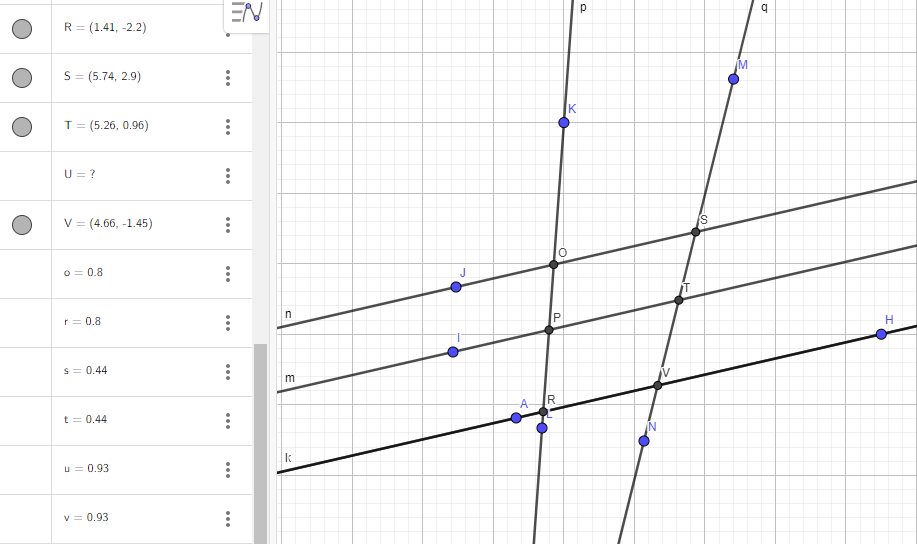 R = (1.41, -2.2)
S = (5.74, 2.9)
T = (5.26, 0.96)
U = ?
V = (4.66, -1.45)
o = 0.8
r = 0.8
s = 0.44
t = 0.44
u = 0.93
v = 0.93
p
q
M
K
S
O
J
T
n
P
H
I
V
m
R
A
L
N
k